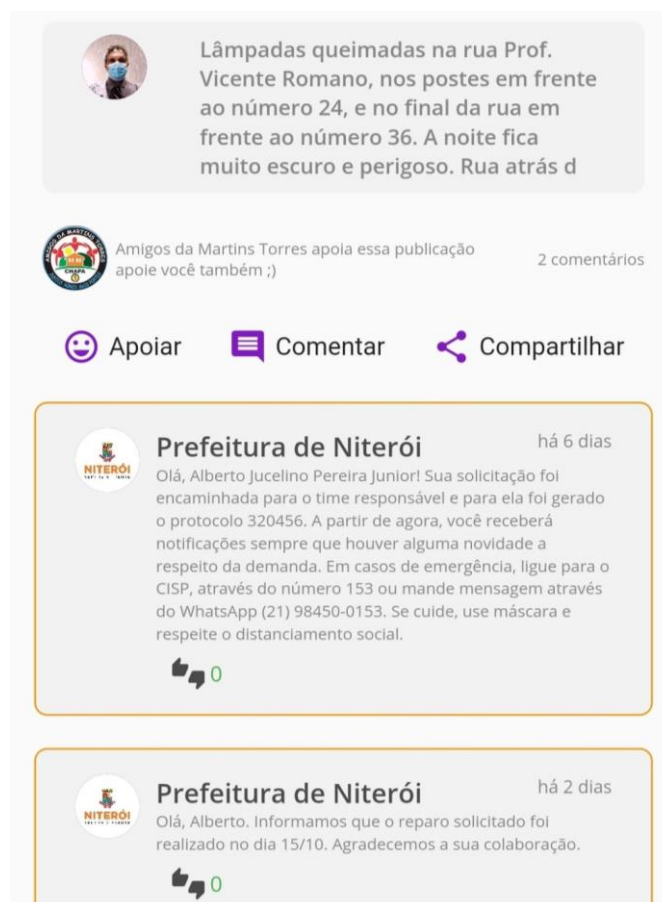 Lâmpadas queimadas na rua Prof.
Vicente Romano, nos postes em frente
ao número 24, e no final da rua em
frente ao número 36. A noite fica
muito escuro e perigoso. Rua atrás d
AMIGOS DA MARTINS TORRES
CHAPA
Amigos da Martins Torres apoia essa publicação
apoie você também ;)
2 comentários
Apoiar
Comentar
Compartilhar
NITERÓI
Prefeitura de Niterói
há 6 dias
Olá, Alberto Jucelino Pereira Junior! Sua solicitação foi
encaminhada para o time responsável e para ela foi gerado
o protocolo 320456. A partir de agora, você receberá
notificações sempre que houver alguma novidade a
respeito da demanda. Em casos de emergência, ligue para o
CISP, através do número 153 ou mande mensagem através
do WhatsApp (21) 98450-0153. Se cuide, use máscara e
respeite o distanciamento social.
0
NITERÓI
Prefeitura de Niterói
há 2 dias
Olá, Alberto. Informamos que o reparo solicitado foi
realizado no dia 15/10. Agradecemos a sua colaboração.
0